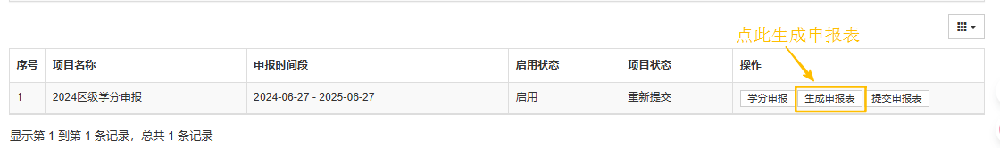 点此生成申报表
序号 项目名称 申报时间段 启用状态 项目状态 操作
1 2024区级学分申报 2024-06-27 - 2025-06-27 启用 重新提交 学分申报 生成申报表 提交申报表
显示第 1 到第 1 条记录，总共 1 条记录